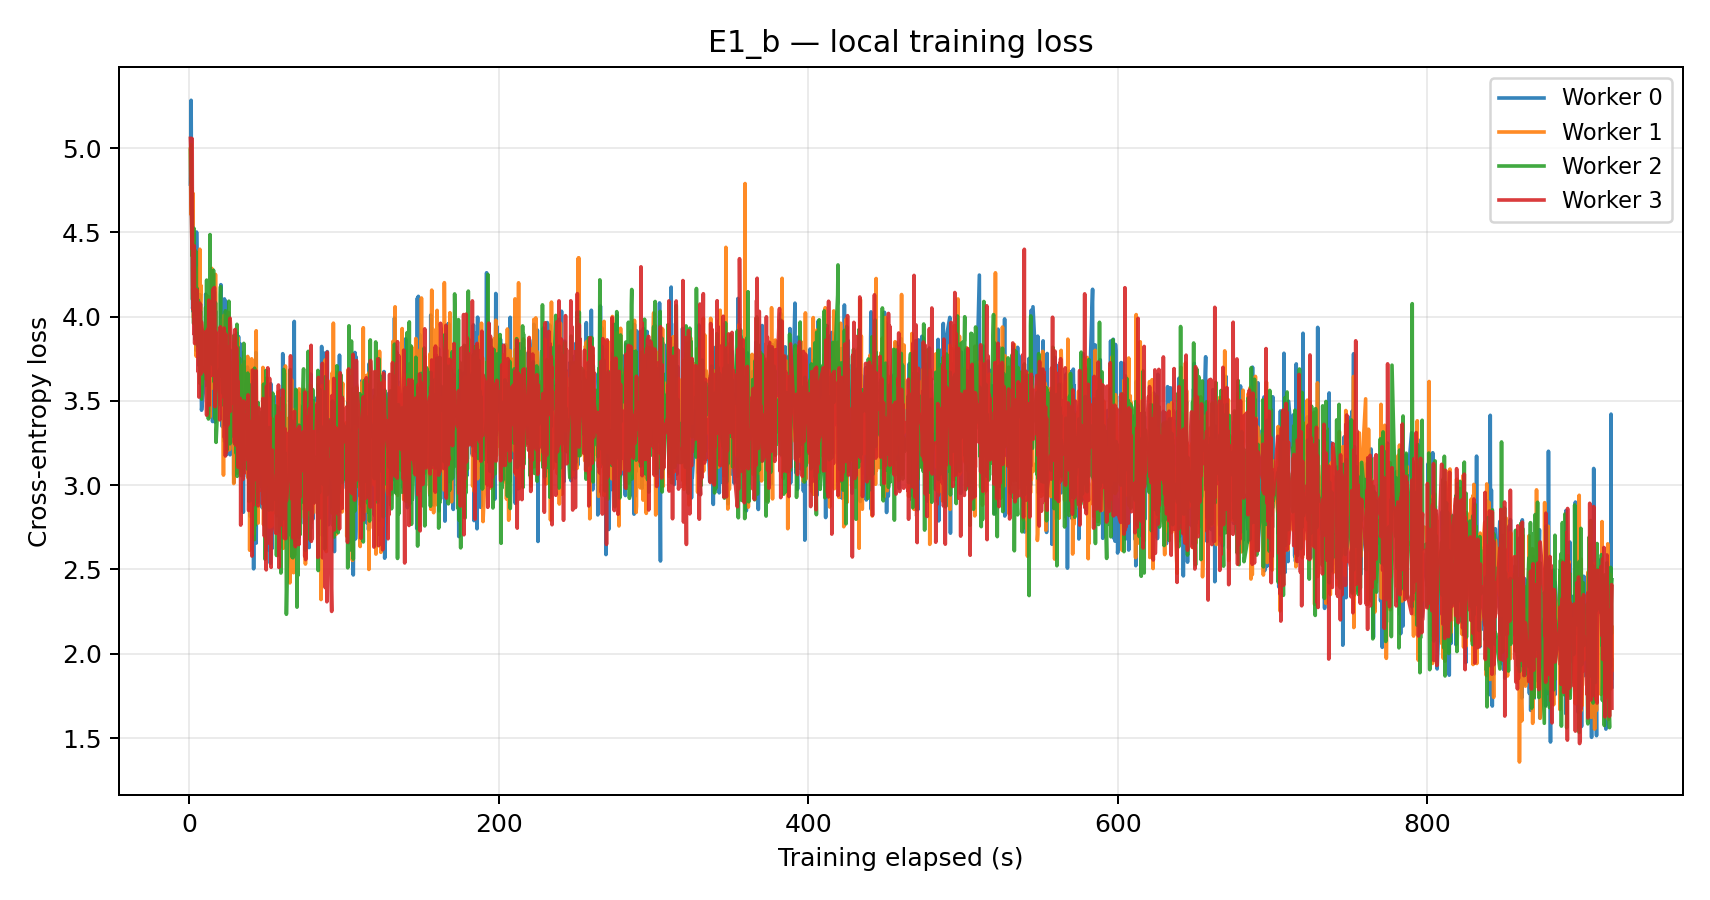 E1_b — local training loss
Cross-entropy loss
5.0
4.5
4.0
3.5
3.0
2.5
2.0
1.5
0
200
400
600
800
Training elapsed (s)
Worker 0
Worker 1
Worker 2
Worker 3